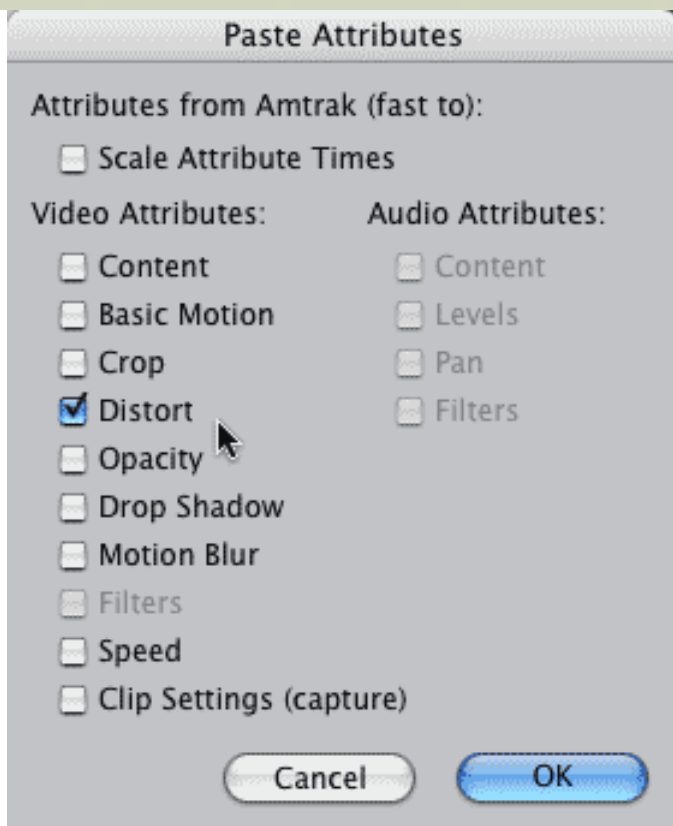 Paste Attributes
Attributes from Amtrak (fast to):
Scale Attribute Times
Video Attributes:
Content
Basic Motion
Crop
Distort
Opacity
Drop Shadow
Motion Blur
Filters
Speed
Clip Settings (capture)
Audio Attributes:
Content
Levels
Pan
Filters
Cancel
OK